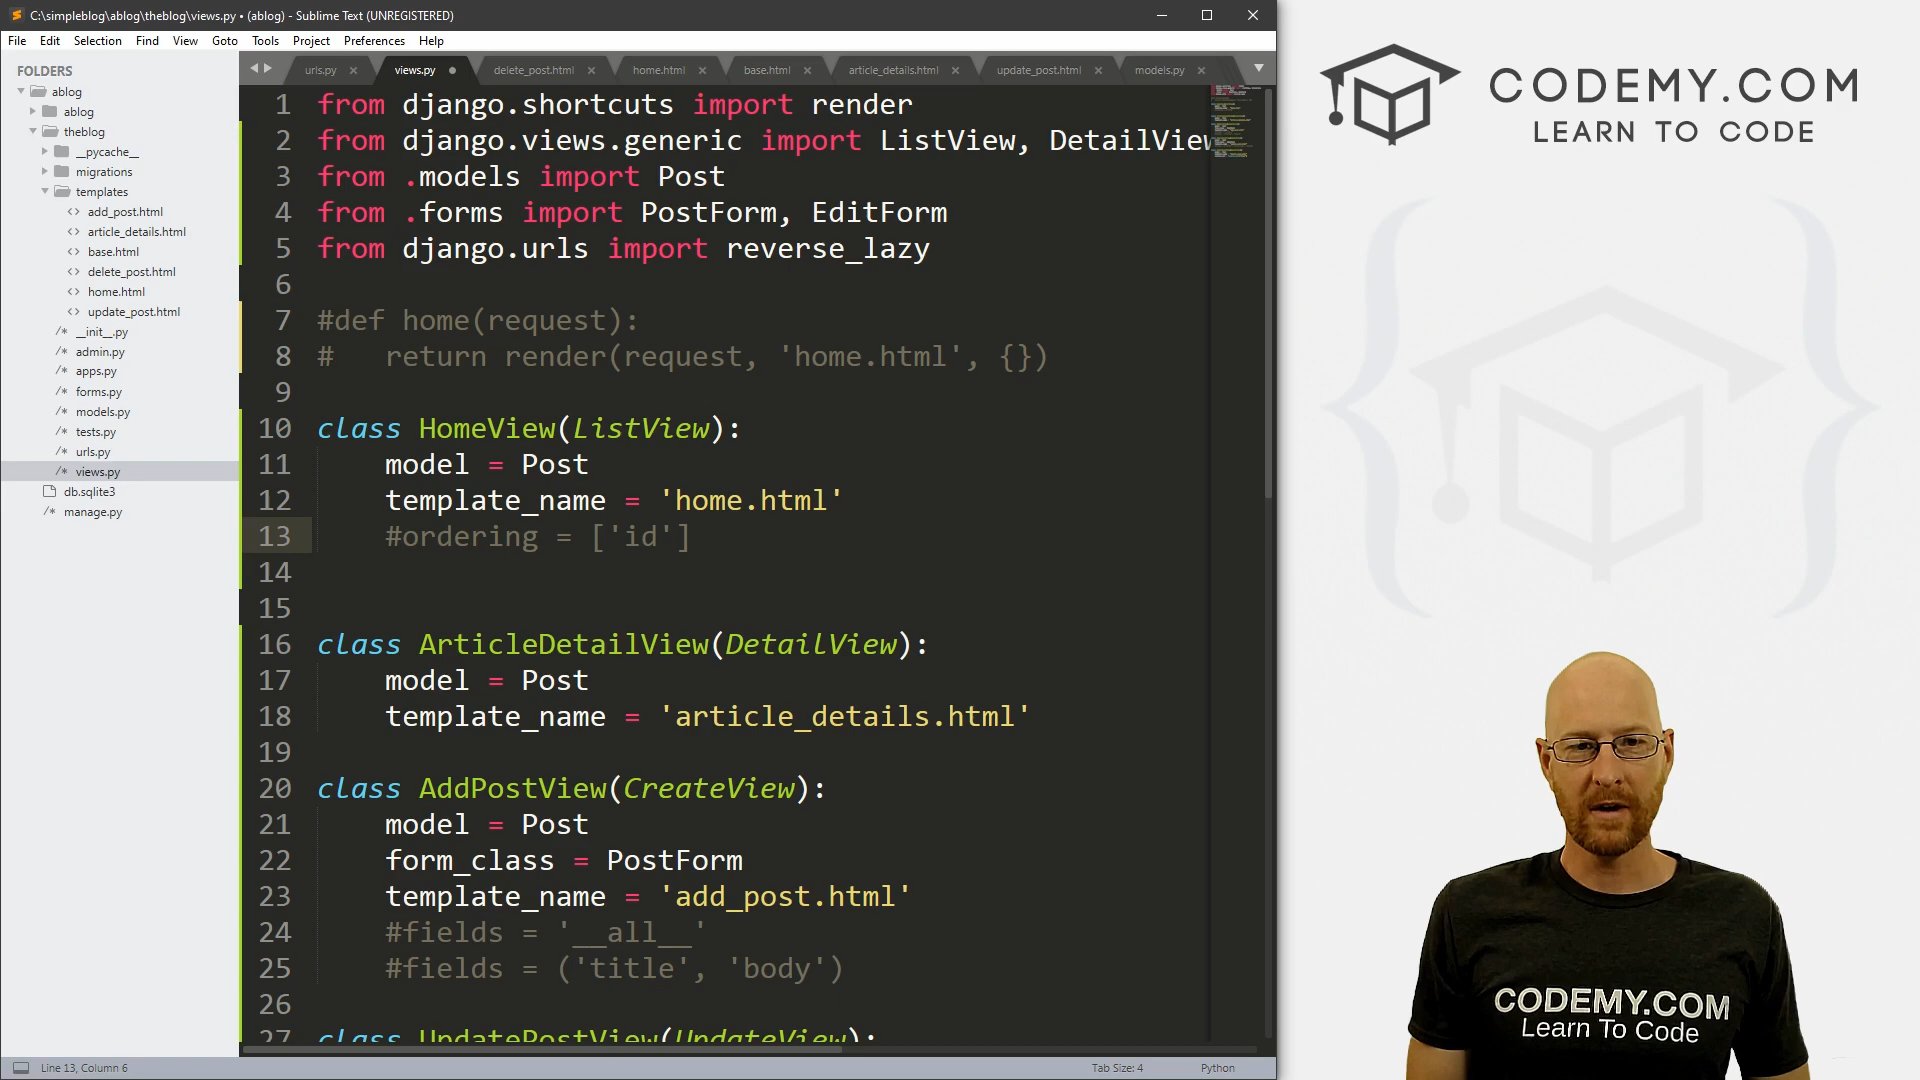 C:\simpleblog\ablog\theblog\views.py • (ablog) - Sublime Text (UNREGISTERED)
File Edit Selection Find View Goto Tools Project Preferences Help
FOLDERS
ablog
ablog
theblog
__pycache__
migrations
templates
add_post.html
article_details.html
base.html
delete_post.html
home.html
update_post.html
__init__.py
admin.py
apps.py
forms.py
models.py
tests.py
urls.py
views.py
db.sqlite3
manage.py
urls.py views.py delete_post.html home.html base.html article_details.html update_post.html models.py
1 from django.shortcuts import render
2 from django.views.generic import ListView, DetailView
3 from .models import Post
4 from .forms import PostForm, EditForm
5 from django.urls import reverse_lazy
6
7 #def home(request):
8 # return render(request, 'home.html', {})
9
10 class HomeView(ListView):
11 model = Post
12 template_name = 'home.html'
13 #ordering = ['id']
14
15
16 class ArticleDetailView(DetailView):
17 model = Post
18 template_name = 'article_details.html'
19
20 class AddPostView(CreateView):
21 model = Post
22 form_class = PostForm
23 template_name = 'add_post.html'
24 #fields = '__all__'
25 #fields = ('title', 'body')
26
27 class UpdatePostView(UpdateView):
Line 13, Column 6
Tab Size: 4
Python
CODEMY.COM
LEARN TO CODE
CODEMY.COM
Learn To Code